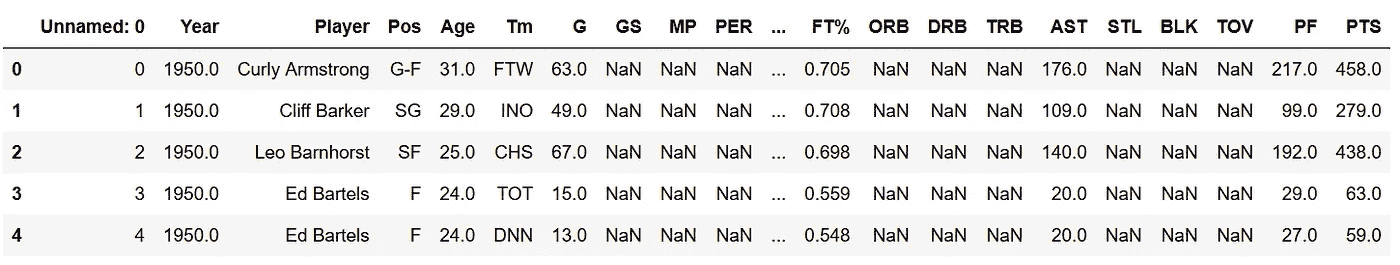 Unnamed: 0 Year Player Pos Age Tm G GS MP PER ... FT% ORB DRB TRB AST STL BLK TOV PF PTS
0 0 1950.0 Curly Armstrong G-F 31.0 FTW 63.0 NaN NaN NaN ... 0.705 NaN NaN NaN 176.0 NaN NaN NaN 217.0 458.0
1 1 1950.0 Cliff Barker SG 29.0 INO 49.0 NaN NaN NaN ... 0.708 NaN NaN NaN 109.0 NaN NaN NaN 99.0 279.0
2 2 1950.0 Leo Barnhorst SF 25.0 CHS 67.0 NaN NaN NaN ... 0.698 NaN NaN NaN 140.0 NaN NaN NaN 192.0 438.0
3 3 1950.0 Ed Bartels F 24.0 TOT 15.0 NaN NaN NaN ... 0.559 NaN NaN NaN 20.0 NaN NaN NaN 29.0 63.0
4 4 1950.0 Ed Bartels F 24.0 DNN 13.0 NaN NaN NaN ... 0.548 NaN NaN NaN 20.0 NaN NaN NaN 27.0 59.0